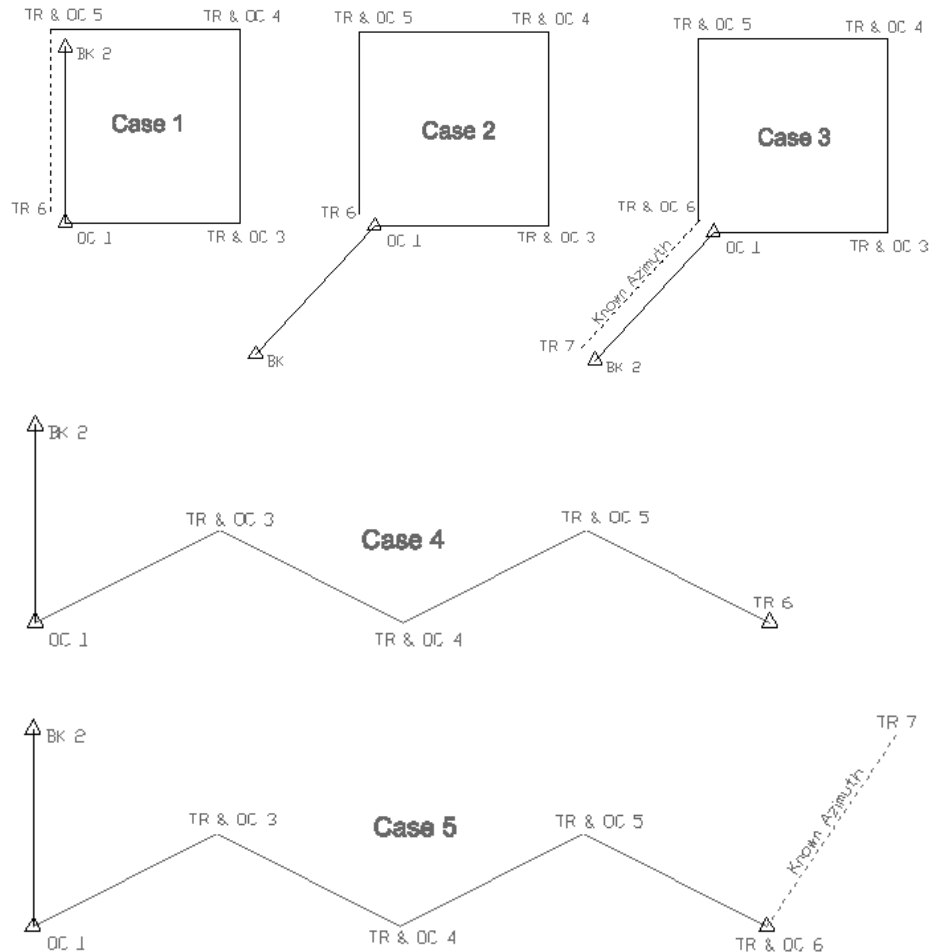 TR & OC 5
TR & OC 4
BK 2
Case 1
TR 6
OC 1
TR & OC 3
TR & OC 5
TR & OC 4
Case 2
TR 6
OC 1
TR & OC 3
BK
TR & OC 5
TR & OC 4
Case 3
TR & OC 6
OC 1
TR & OC 3
Known Azimuth
TR 7
BK 2
BK 2
TR & OC 3
Case 4
TR & OC 5
TR 6
OC 1
TR & OC 4
BK 2
TR 7
TR & OC 3
Case 5
TR & OC 5
Known Azimuth
OC 1
TR & OC 4
TR & OC 6